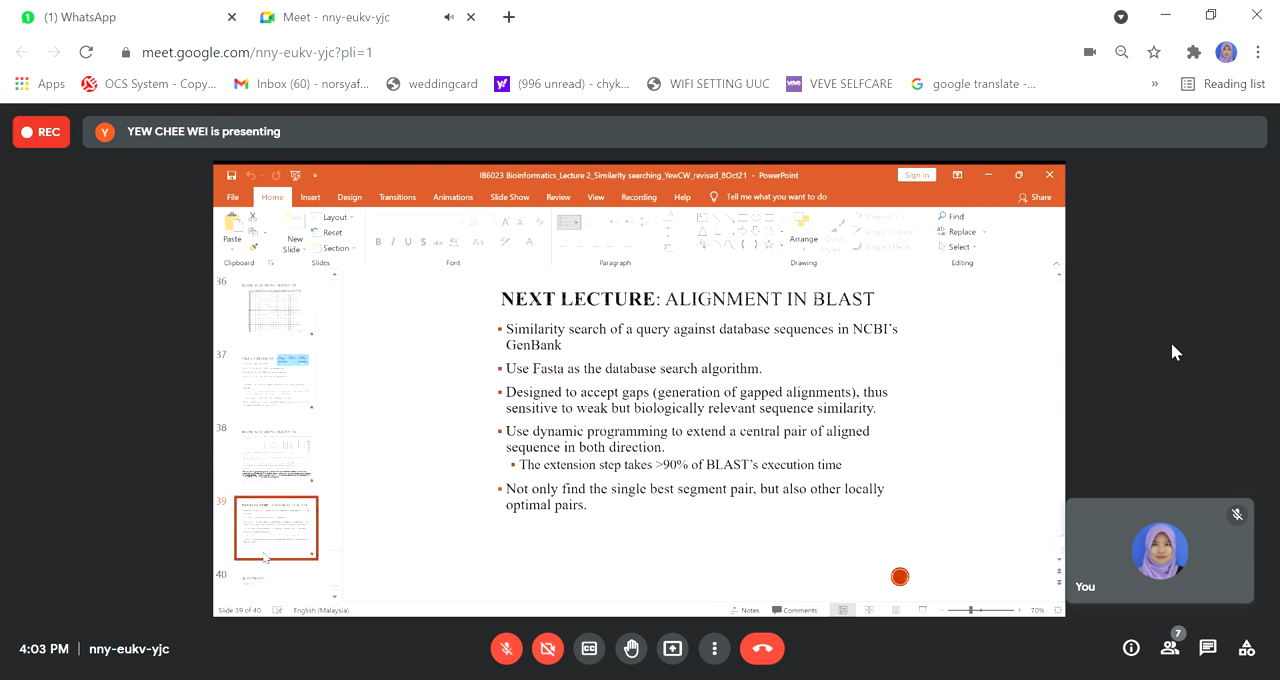 (1) WhatsApp
Meet - nny-eukv-yjc
meet.google.com/nny-eukv-yjc?pli=1
Apps OCS System - Copy... Inbox (60) - norsyaf... weddingcard (996 unread) - chyk... WIFI SETTING UUC VEVE SELFCARE google translate -... » Reading list
REC
Y YEW CHEE WEI is presenting
IB6023 Bioinformatics_Lecture 2_Similarity searching_YewCW_revised_8Oct21 - PowerPoint
Sign in
File Home Insert Design Transitions Animations Slide Show Review View Recording Help Tell me what you want to do Share
Paste
New
Slide
Layout
Reset
Section
B I U S
Arrange
Quick
Styles
Shape Fill
Shape Outline
Shape Effects
Find
Replace
Select
Clipboard Slides Font Paragraph Drawing Editing
36
37
38
39
40
NEXT LECTURE: ALIGNMENT IN BLAST
Similarity search of a query against database sequences in NCBI's
GenBank
Use Fasta as the database search algorithm.
Designed to accept gaps (generation of gapped alignments), thus
sensitive to weak but biologically relevant sequence similarity.
Use dynamic programming to extend a central pair of aligned
sequence in both direction.
The extension step takes >90% of BLAST's execution time
Not only find the single best segment pair, but also other locally
optimal pairs.
Slide 39 of 40 English (Malaysia) Notes Comments 70%
You
4:03 PM | nny-eukv-yjc
7